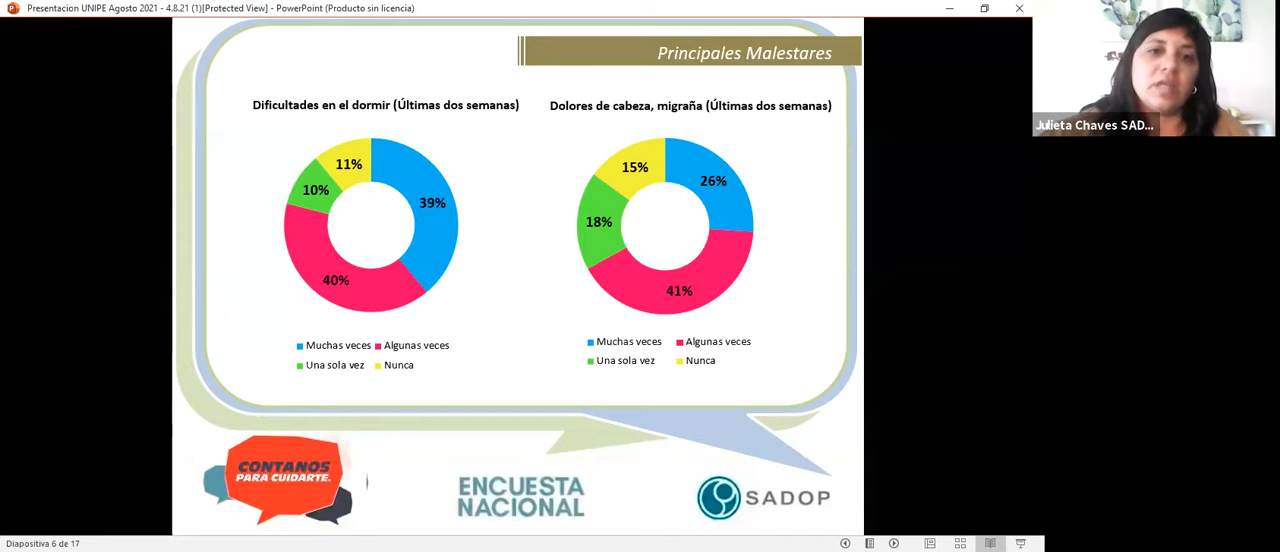 Presentacion UNIPE Agosto 2021 - 4.8.21 (1)[Protected View] - PowerPoint (Producto sin licencia)
Principales Malestares
Dificultades en el dormir (Últimas dos semanas)
11%
10%
39%
40%
Muchas veces Algunas veces
Una sola vez Nunca
Dolores de cabeza, migraña (Últimas dos semanas)
15%
26%
18%
41%
Muchas veces Algunas veces
Una sola vez Nunca
Julieta Chaves SAD...
CONTANOS
PARA CUIDARTE.
ENCUESTA
NACIONAL
SADOP
Diapositiva 6 de 17